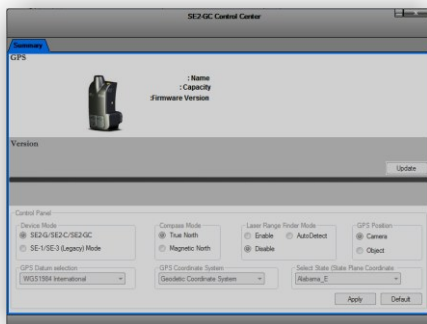 SE2-GC Control Center
Summary
GPS
: Name
: Capacity
:Firmware Version
Version
Update
Control Panel
Device Mode
SE2-G/SE2-C/SE2-GC
SE-1/SE-3 (Legacy) Mode
Compass Mode
True North
Magnetic North
Laser Range Finder Mode
Enable
AutoDetect
Disable
GPS Position
Camera
Object
GPS Datum selection
WGS1984 International
GPS Coordinate System
Geodetic Coordinate System
Select State (State Plane Coordinate
Alabama_E
Apply
Default